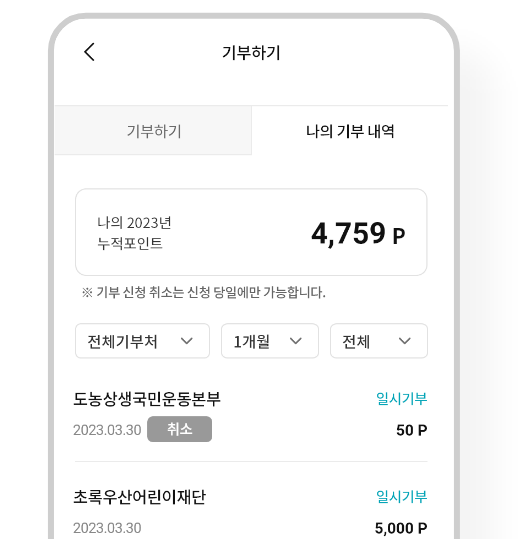 기부하기
기부하기 나의 기부 내역
나의 2023년
누적포인트
4,759 P
※ 기부 신청 취소는 신청 당일에만 가능합니다.
전체기부처 1개월 전체
도농상생국민운동본부 일시기부
2023.03.30 취소 50 P
초록우산어린이재단 일시기부
2023.03.30 5,000 P